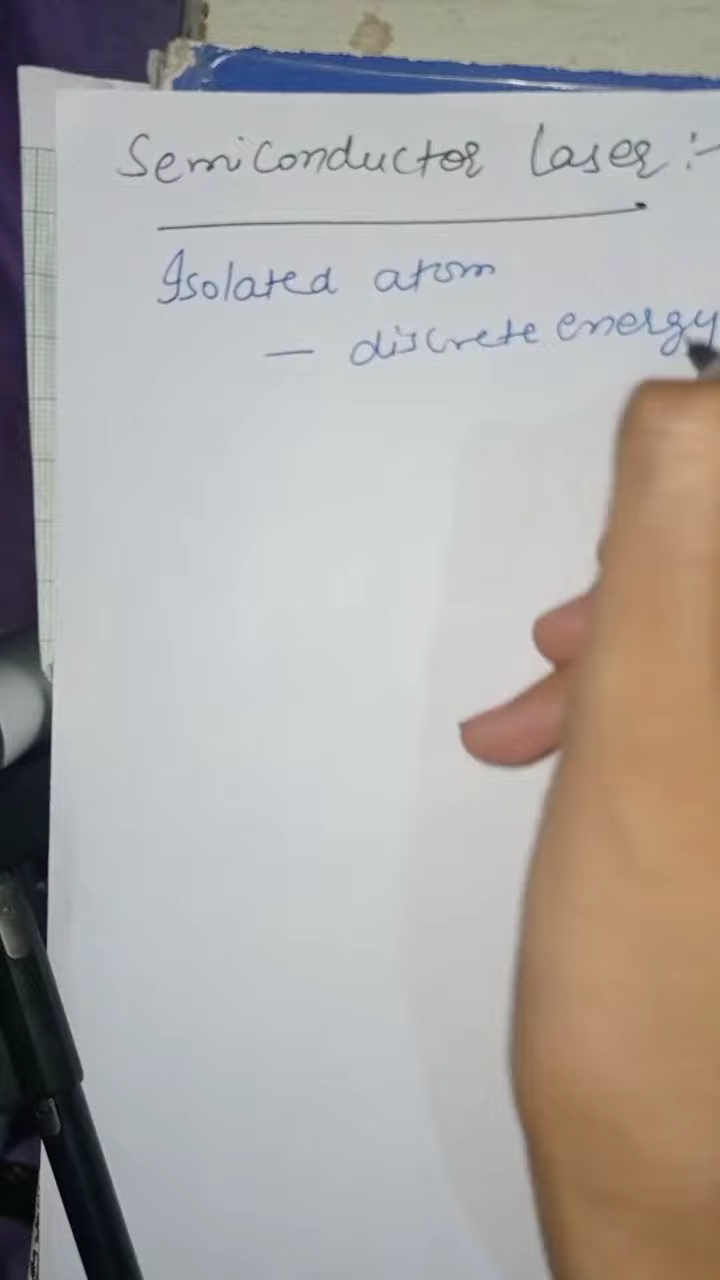 Semiconductor laser :-
Isolated atom
— discrete energy